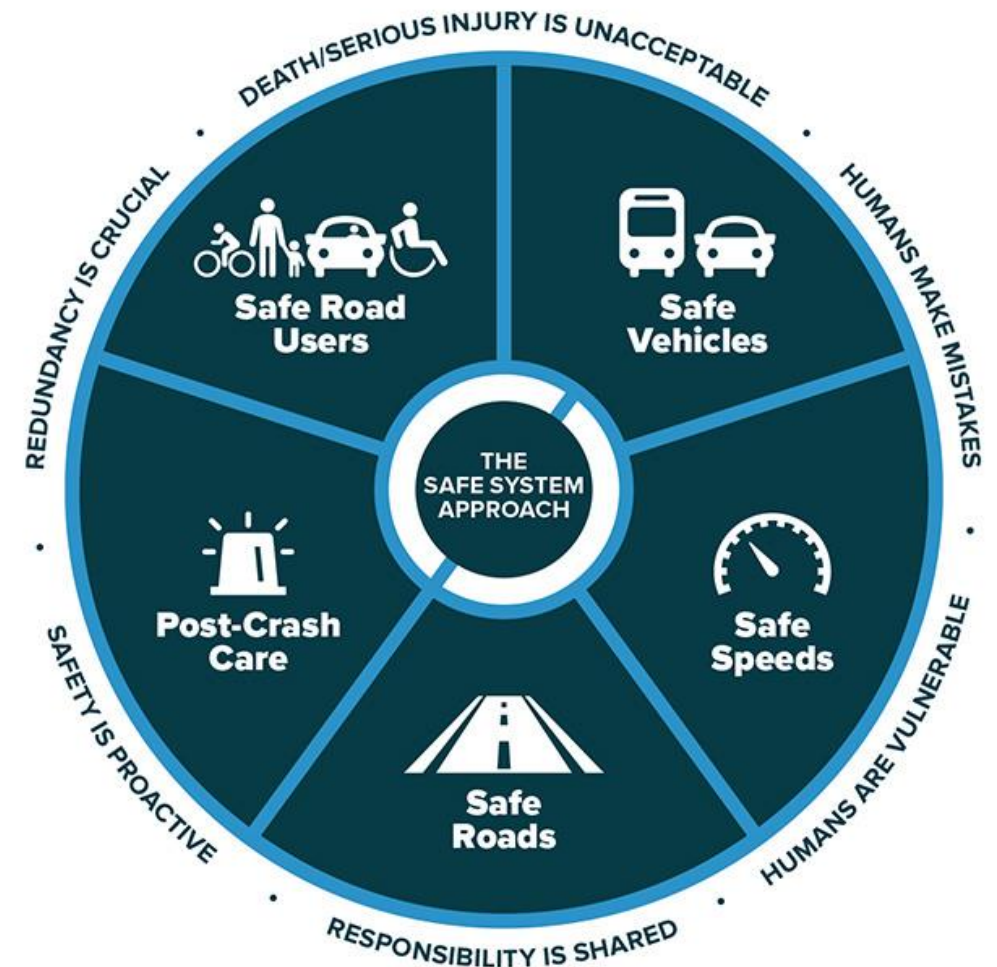 DEATH/SERIOUS INJURY IS UNACCEPTABLE
HUMANS MAKE MISTAKES
HUMANS ARE VULNERABLE
RESPONSIBILITY IS SHARED
SAFETY IS PROACTIVE
REDUNDANCY IS CRUCIAL
Safe Road
Users
Safe
Vehicles
Safe
Speeds
Safe
Roads
Post-Crash
Care
THE
SAFE SYSTEM
APPROACH